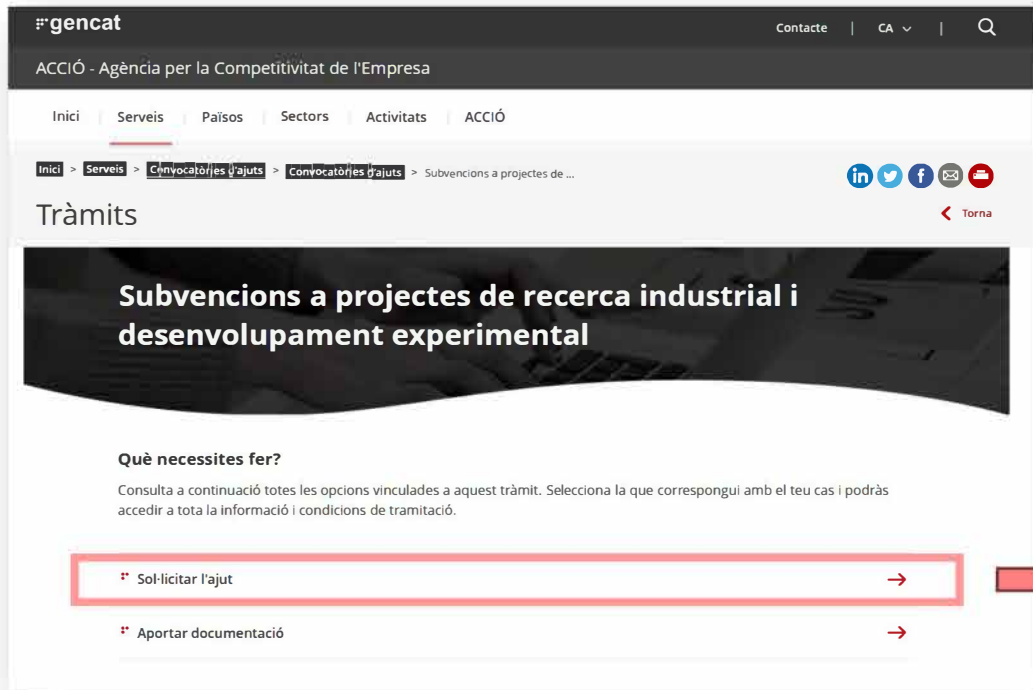 gencat
Contacte | CA | 
ACCIÓ - Agència per la Competitivitat de l'Empresa
Inici Serveis Països Sectors Activitats ACCIÓ
Inici > Serveis > Convocatòries d'ajuts > Convocatòries d'ajuts > Subvencions a projectes de ...
Tràmits
Torna
Subvencions a projectes de recerca industrial i
desenvolupament experimental
Què necessites fer?
Consulta a continuació totes les opcions vinculades a aquest tràmit. Selecciona la que correspongui amb el teu cas i podràs
accedir a tota la informació i condicions de tramitació.
Sol·licitar l'ajut
Aportar documentació